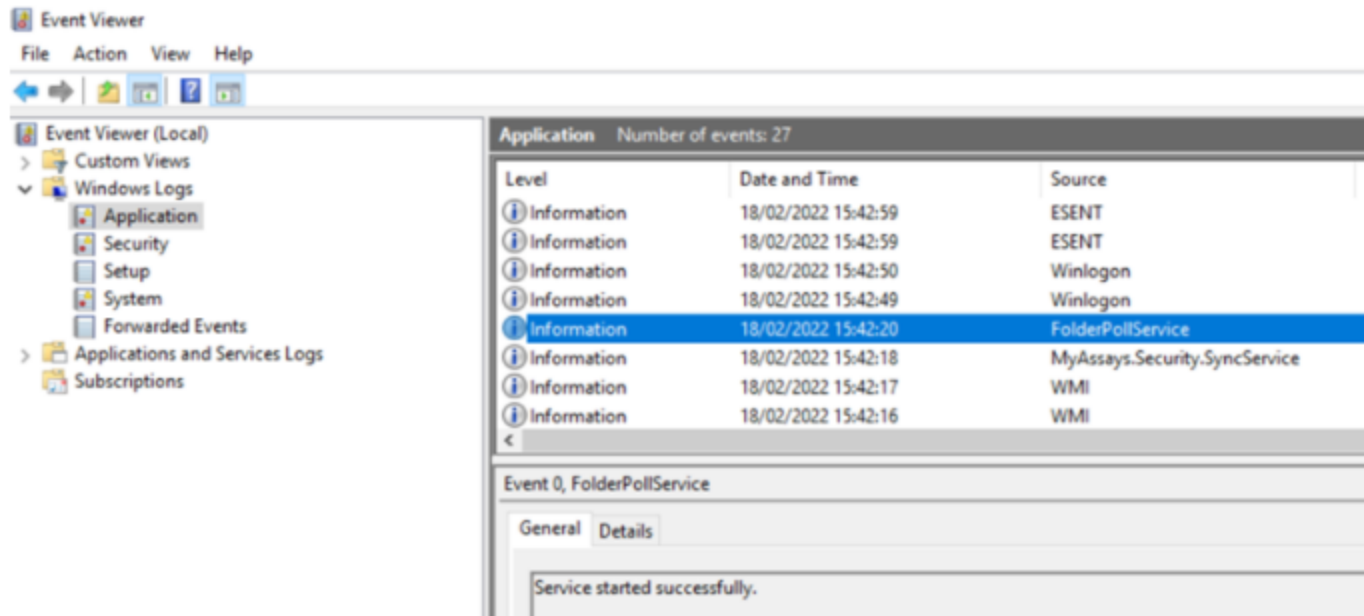 Event Viewer
File Action View Help
Event Viewer (Local)
Custom Views
Windows Logs
Application
Security
Setup
System
Forwarded Events
Applications and Services Logs
Subscriptions
Application Number of events: 27
Level Date and Time Source
Information 18/02/2022 15:42:59 ESENT
Information 18/02/2022 15:42:59 ESENT
Information 18/02/2022 15:42:50 Winlogon
Information 18/02/2022 15:42:49 Winlogon
Information 18/02/2022 15:42:20 FolderPollService
Information 18/02/2022 15:42:18 MyAssays.Security.SyncService
Information 18/02/2022 15:42:17 WMI
Information 18/02/2022 15:42:16 WMI
Event 0, FolderPollService
General Details
Service started successfully.